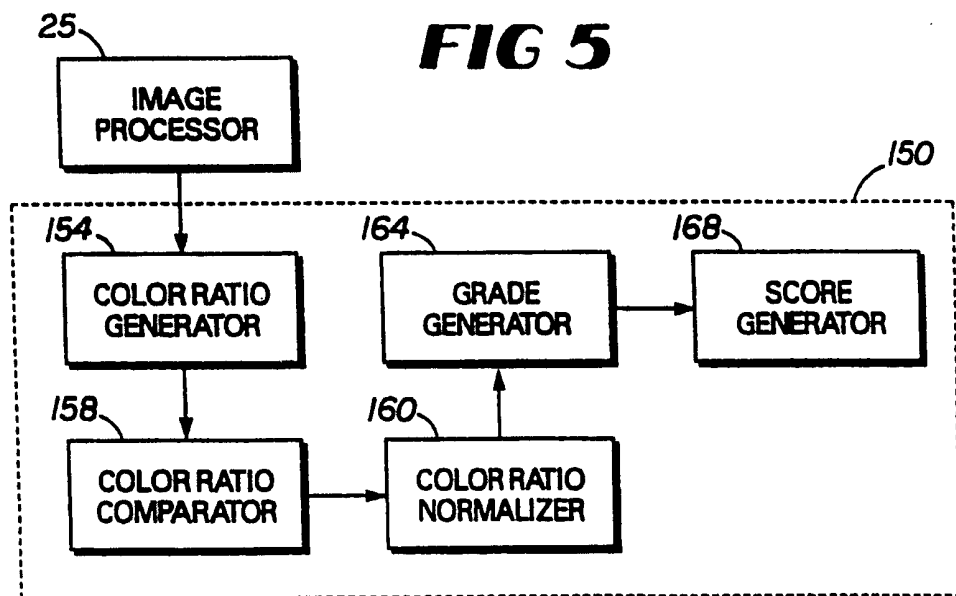 FIG 5
25
IMAGE
PROCESSOR
150
154
COLOR RATIO
GENERATOR
164
GRADE
GENERATOR
168
SCORE
GENERATOR
158
COLOR RATIO
COMPARATOR
160
COLOR RATIO
NORMALIZER